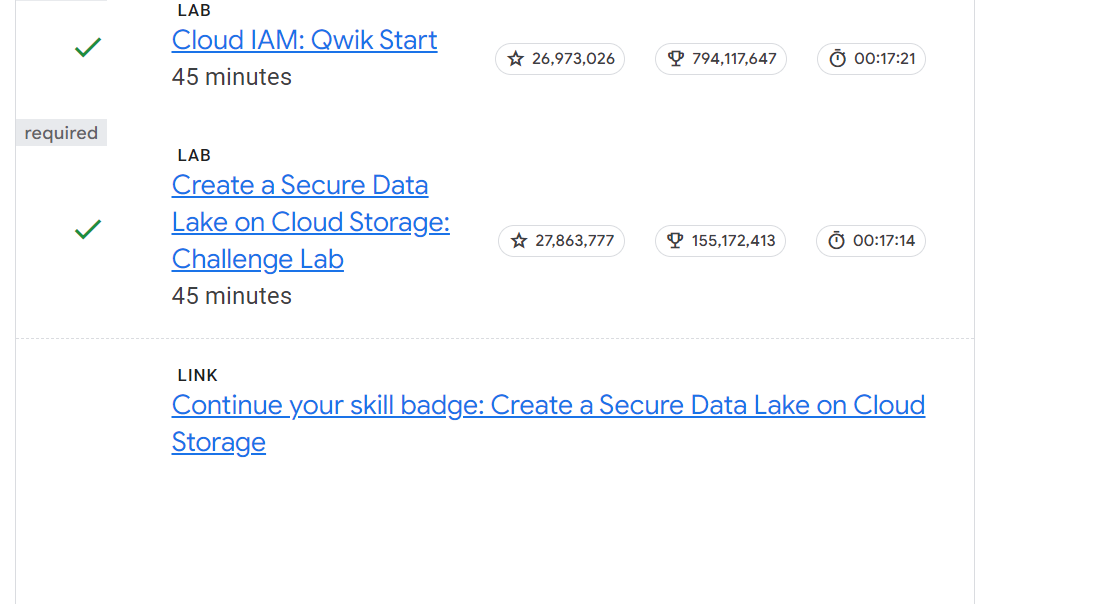 LAB
Cloud IAM: Qwik Start
26,973,026
794,117,647
00:17:21
45 minutes
required
LAB
Create a Secure Data
Lake on Cloud Storage:
27,863,777
155,172,413
00:17:14
Challenge Lab
45 minutes
LINK
Continue your skill badge: Create a Secure Data Lake on Cloud
Storage